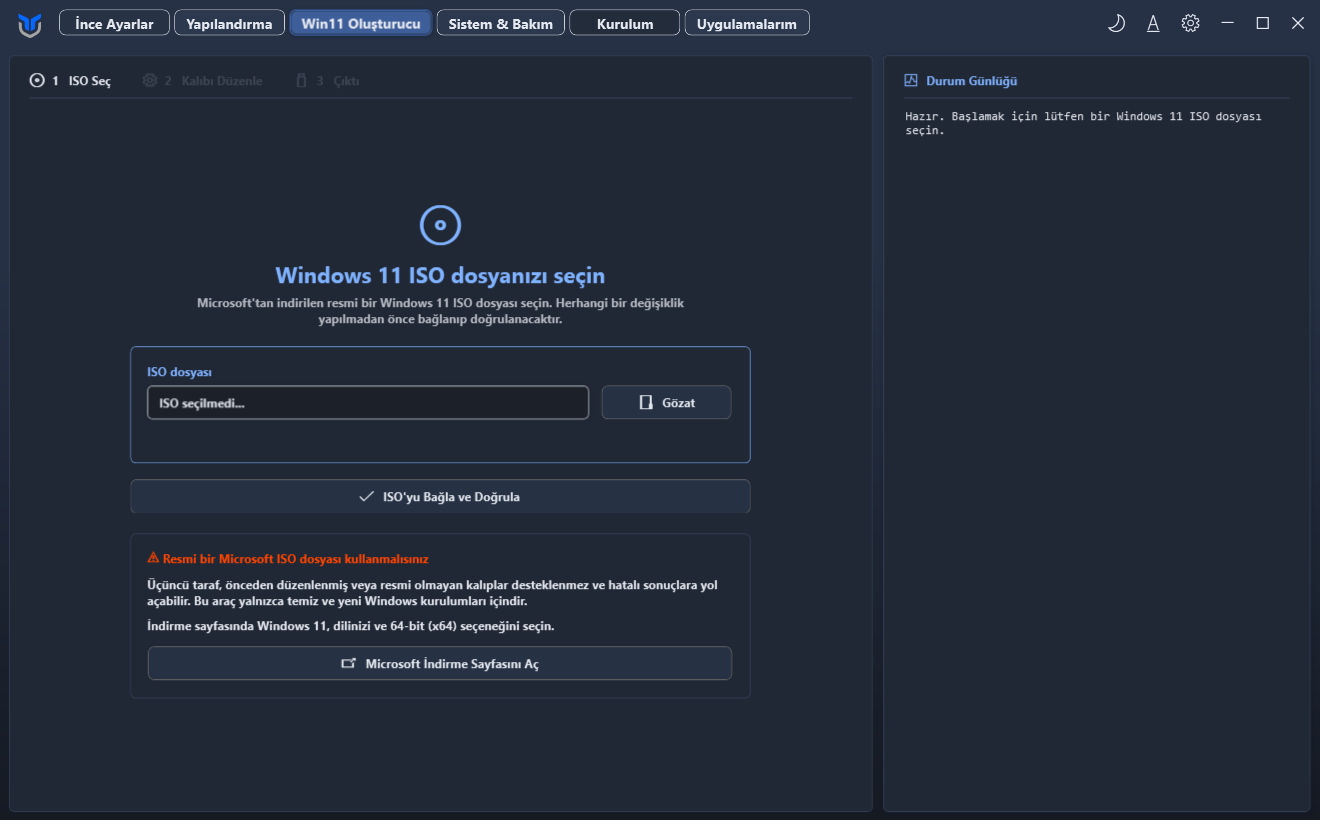 İnce Ayarlar
Yapılandırma
Win11 Oluşturucu
Sistem & Bakım
Kurulum
Uygulamalarım
1 ISO Seç
2 Kalıbı Düzenle
3 Çıktı
Windows 11 ISO dosyanızı seçin
Microsoft'tan indirilen resmi bir Windows 11 ISO dosyası seçin. Herhangi bir değişiklik
yapılmadan önce bağlanıp doğrulanacaktır.
ISO dosyası
ISO seçilmedi...
Gözat
ISO'yu Bağla ve Doğrula
⚠ Resmi bir Microsoft ISO dosyası kullanmalısınız
Üçüncü taraf, önceden düzenlenmiş veya resmi olmayan kalıplar desteklenmez ve hatalı sonuçlara yol
açabilir. Bu araç yalnızca temiz ve yeni Windows kurulumları içindir.
İndirme sayfasında Windows 11, dilinizi ve 64-bit (x64) seçeneğini seçin.
Microsoft İndirme Sayfasını Aç
Durum Günlüğü
Hazır. Başlamak için lütfen bir Windows 11 ISO dosyası
seçin.